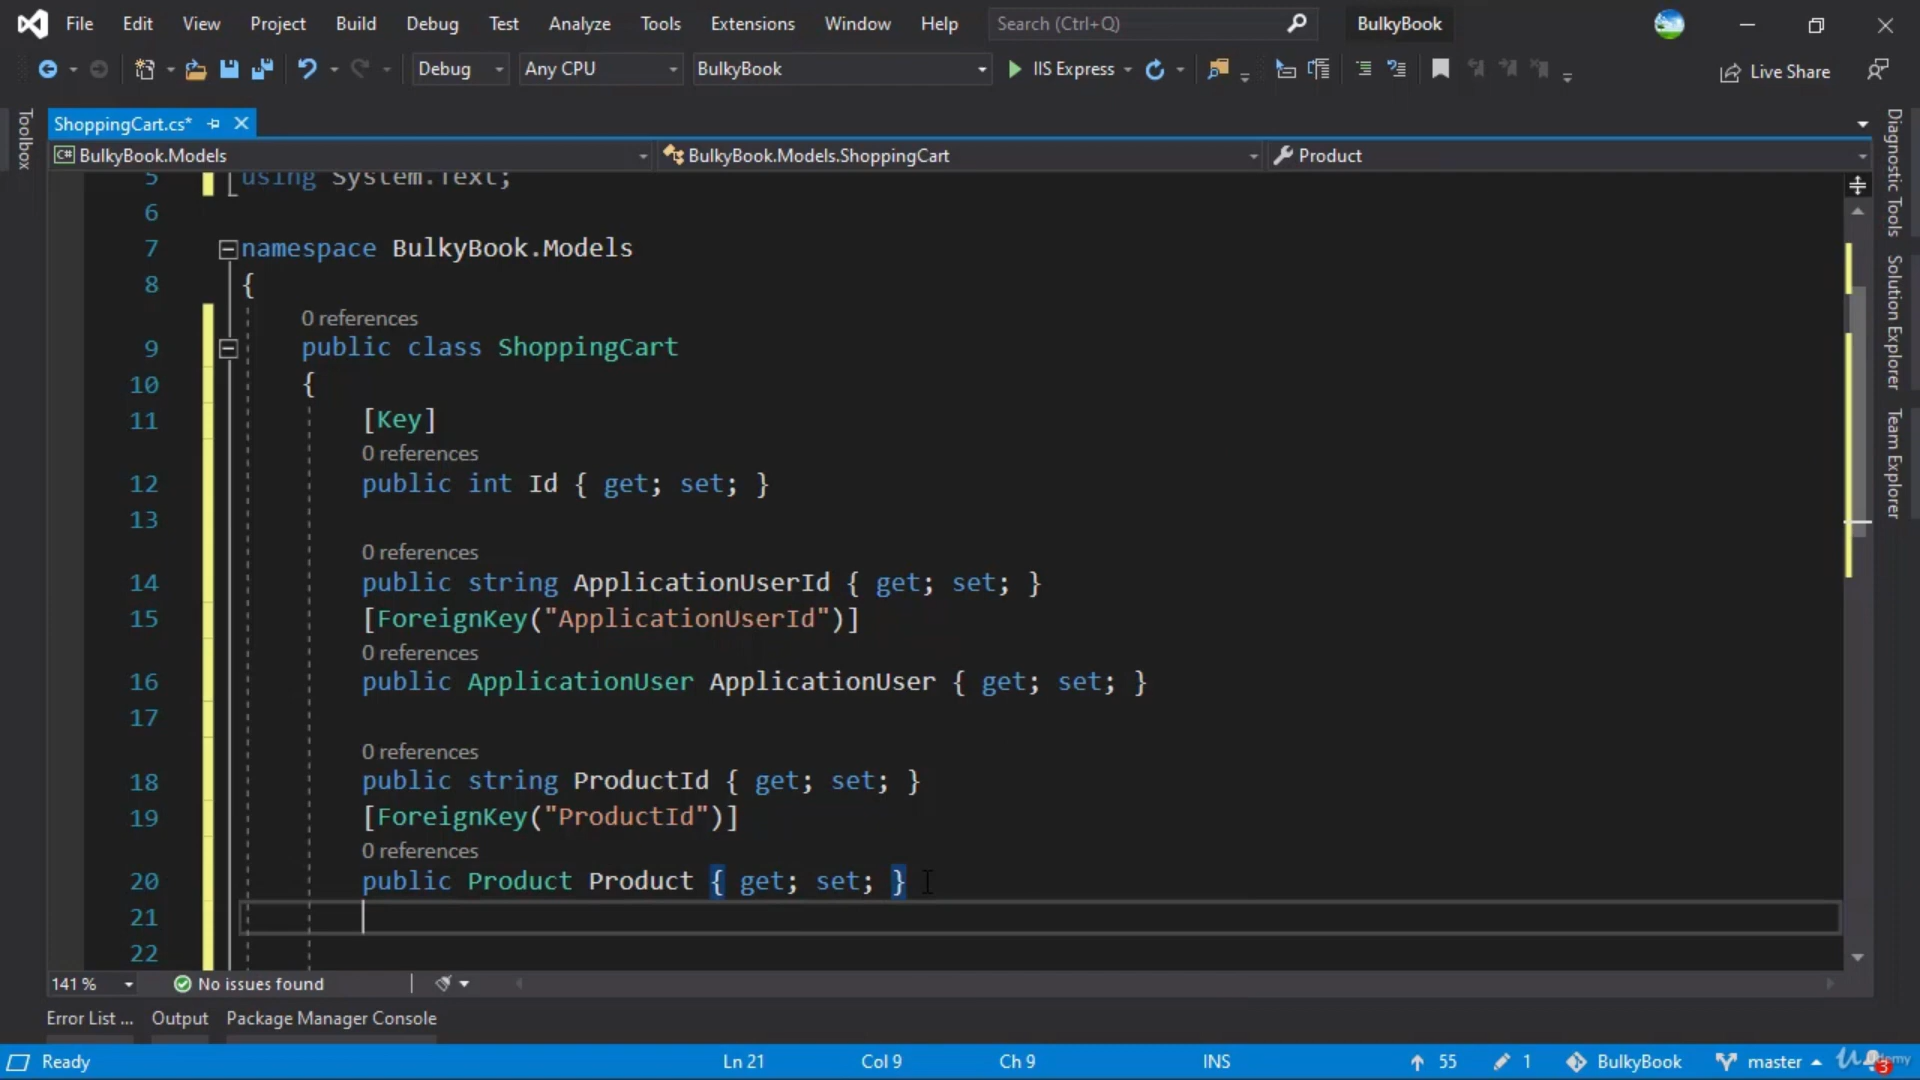 File Edit View Project Build Debug Test Analyze Tools Extensions Window Help Search (Ctrl+Q) BulkyBook
Debug Any CPU BulkyBook IIS Express Live Share
Toolbox
ShoppingCart.cs*
BulkyBook.Models BulkyBook.Models.ShoppingCart Product
5 using System.Text;
6
7 namespace BulkyBook.Models
8 {
0 references
9 public class ShoppingCart
10 {
11 [Key]
0 references
12 public int Id { get; set; }
13
0 references
14 public string ApplicationUserId { get; set; }
15 [ForeignKey("ApplicationUserId")]
0 references
16 public ApplicationUser ApplicationUser { get; set; }
17
0 references
18 public string ProductId { get; set; }
19 [ForeignKey("ProductId")]
0 references
20 public Product Product { get; set; }
21
22
Diagnostic Tools
Solution Explorer
Team Explorer
141 % No issues found
Error List ... Output Package Manager Console
Ready Ln 21 Col 9 Ch 9 INS 55 1 BulkyBook master 3